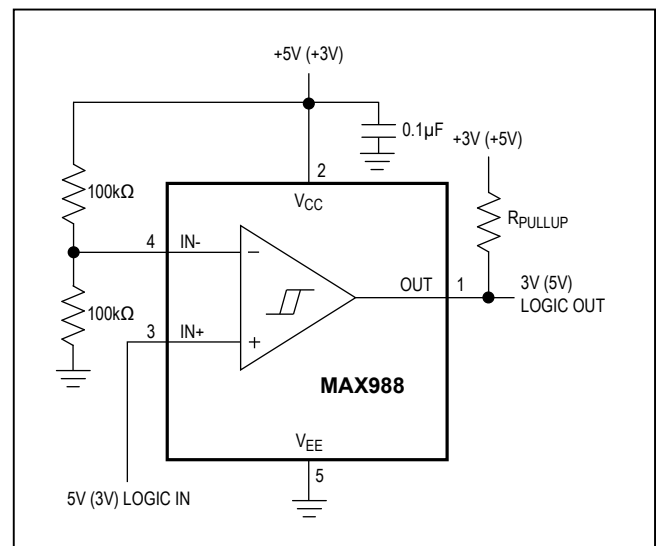 +5V (+3V)
0.1µF
+3V (+5V)
2
100kΩ
VCC
RPULLUP
4 IN-
−
OUT 1
3V (5V)
LOGIC OUT
100kΩ
3 IN+
+
MAX988
VEE
5
5V (3V) LOGIC IN